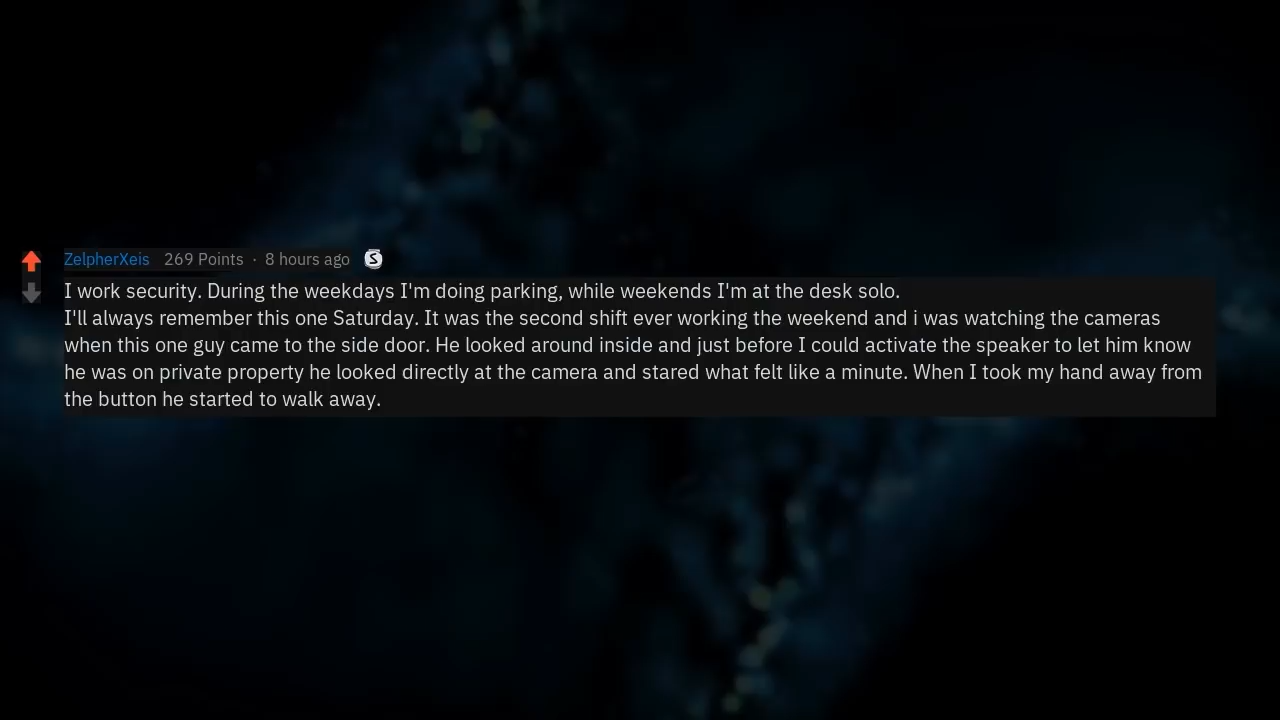 ZelpherXeis 269 Points · 8 hours ago S
I work security. During the weekdays I'm doing parking, while weekends I'm at the desk solo.
I'll always remember this one Saturday. It was the second shift ever working the weekend and i was watching the cameras
when this one guy came to the side door. He looked around inside and just before I could activate the speaker to let him know
he was on private property he looked directly at the camera and stared what felt like a minute. When I took my hand away from
the button he started to walk away.